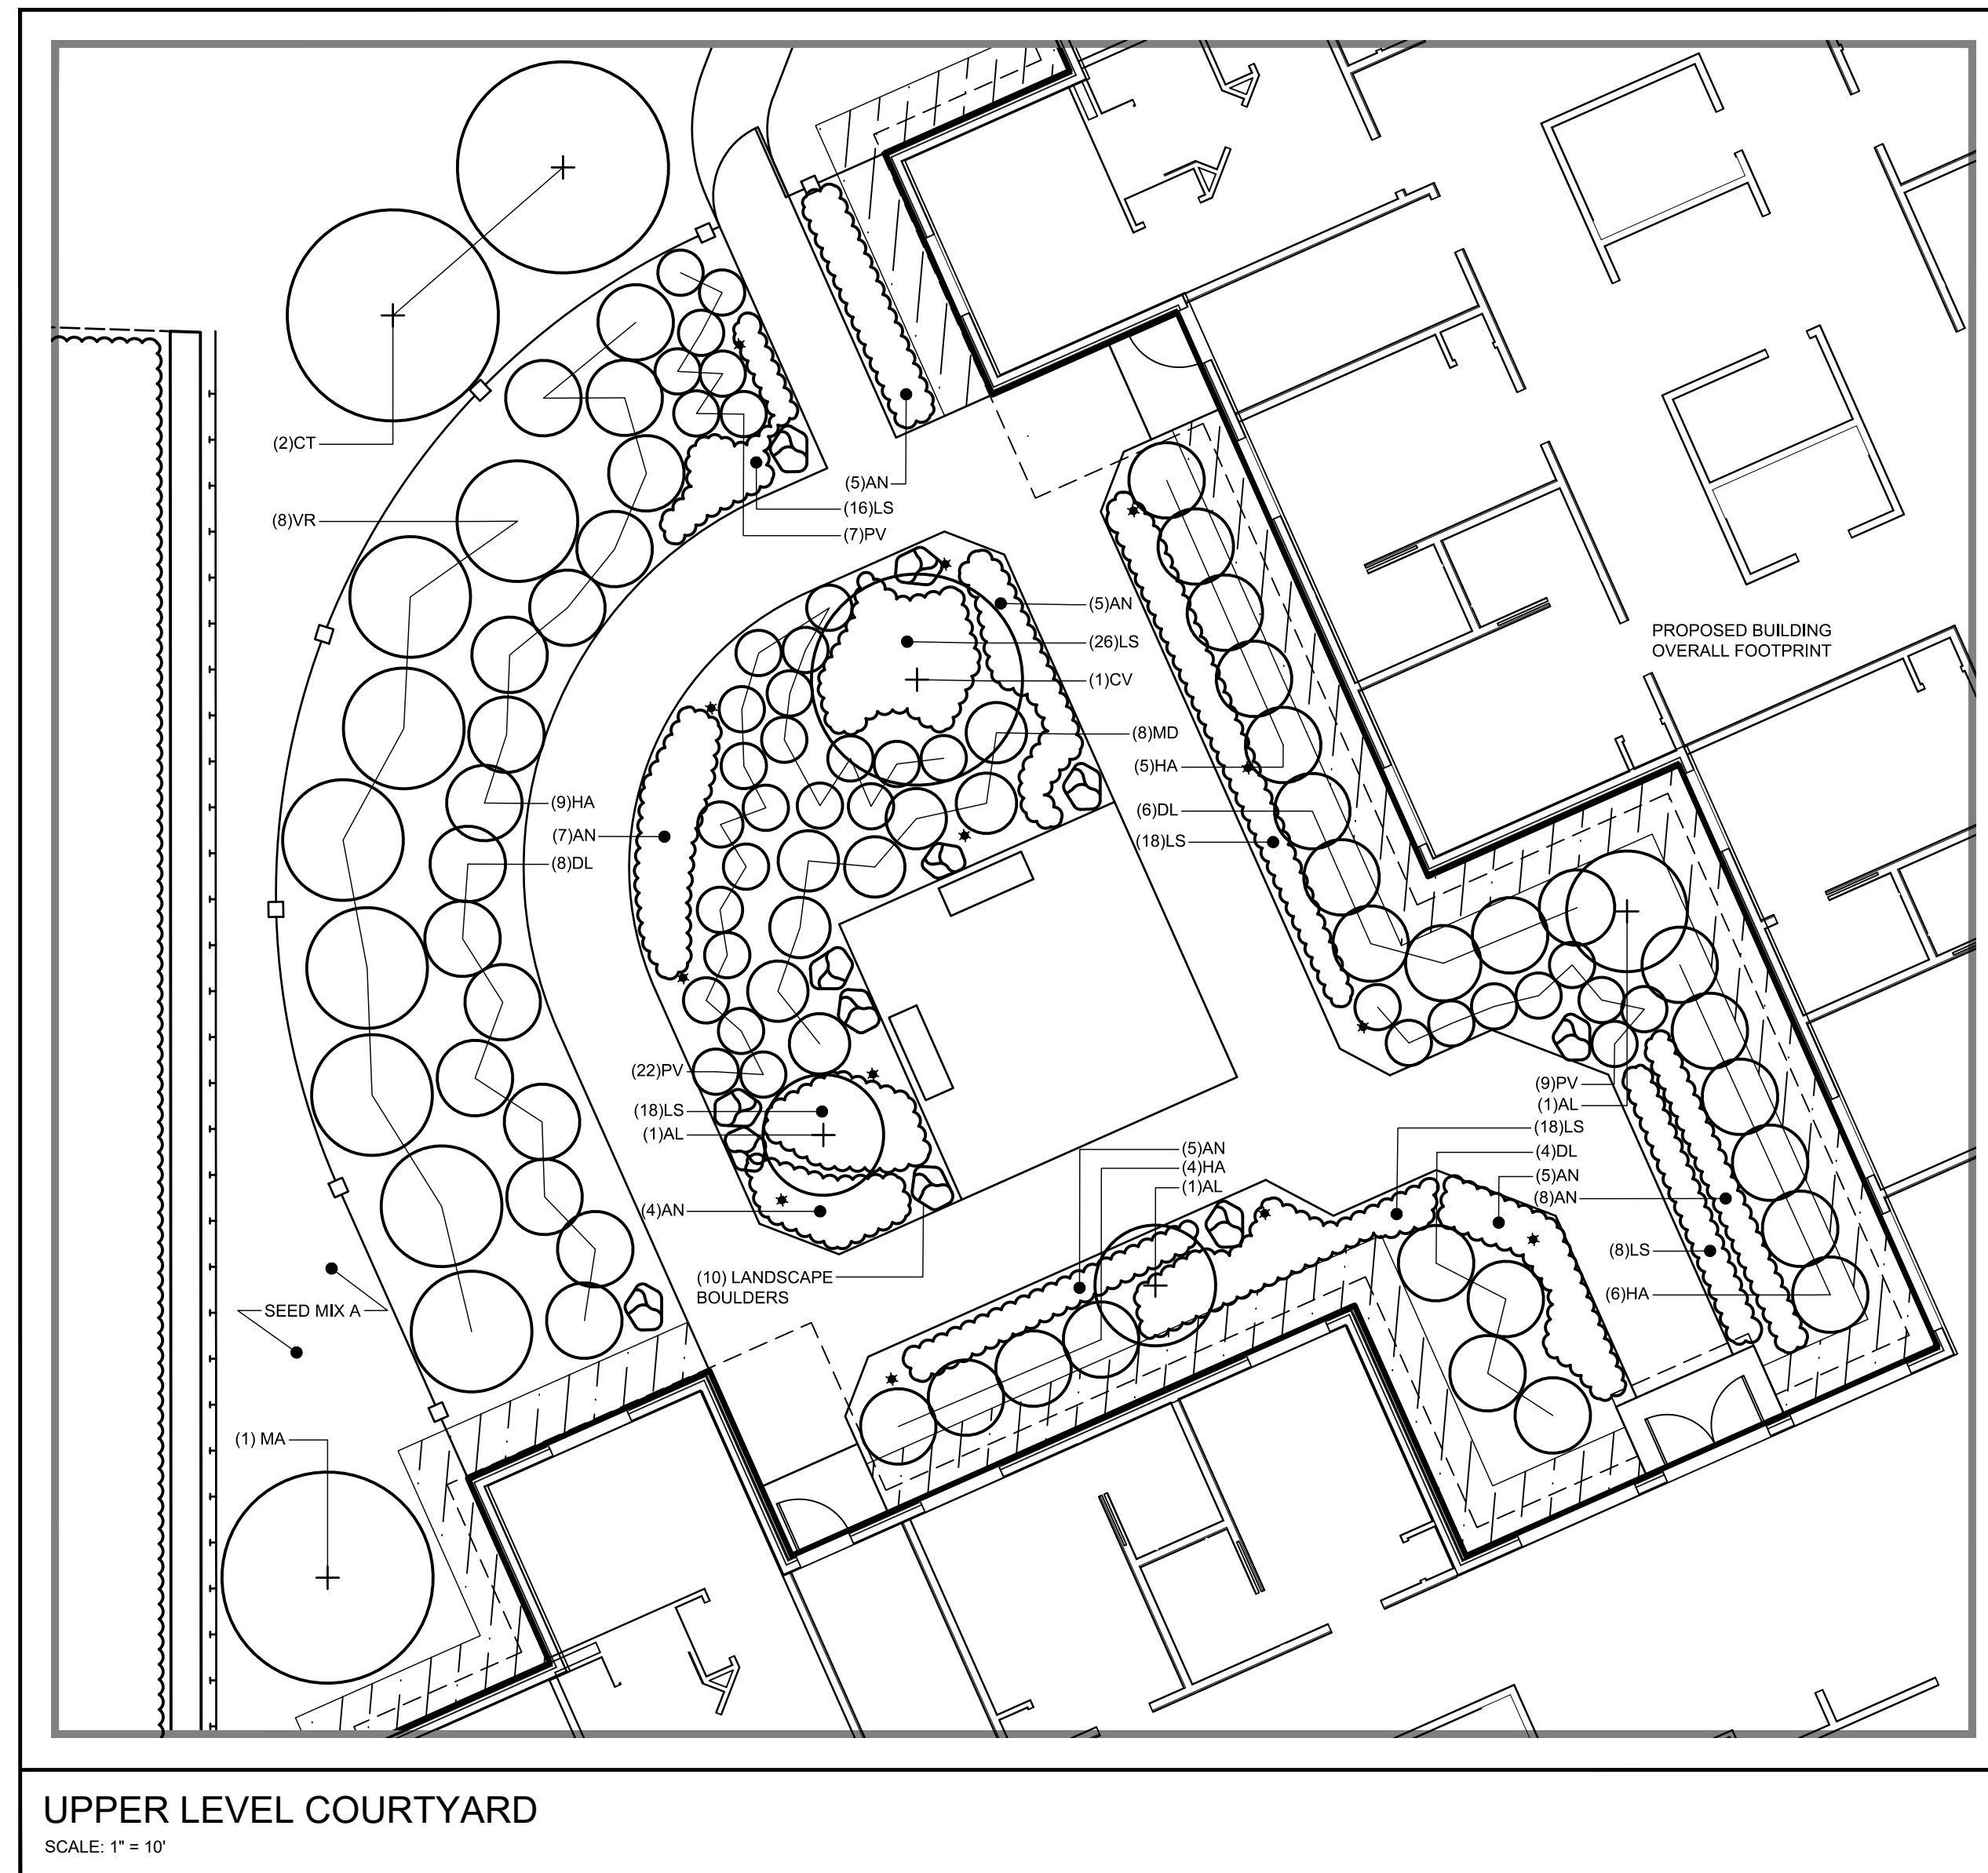 (2)CT
(8)VR
(5)AN
(16)LS
(7)PV
(5)AN
(26)LS
(1)CV
(8)MD
(5)HA
(6)DL
(18)LS
PROPOSED BUILDING
OVERALL FOOTPRINT
(9)HA
(7)AN
(8)DL
(22)PV
(18)LS
(1)AL
(4)AN
(10) LANDSCAPE
BOULDERS
(5)AN
(4)HA
(1)AL
(9)PV
(1)AL
(18)LS
(4)DL
(5)AN
(8)AN
(8)LS
(6)HA
SEED MIX A
(1) MA
UPPER LEVEL COURTYARD
SCALE: 1" = 10'